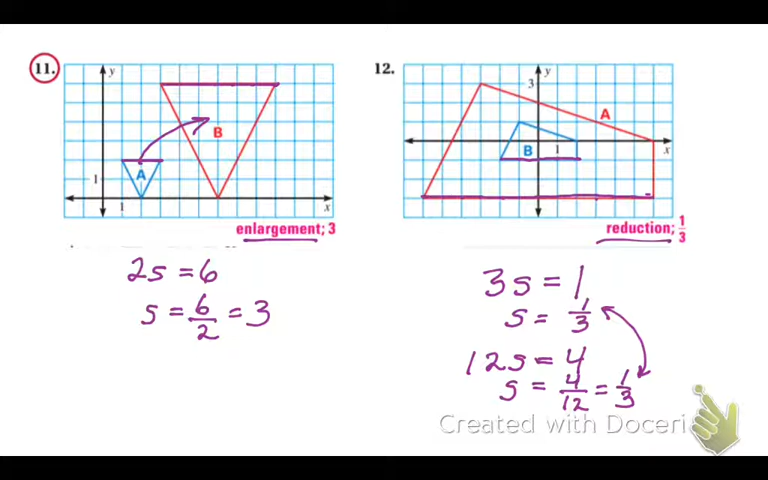 11.
y
B
A
1
1
x
enlargement; 3
2s = 6
s = 6/2 = 3
12.
3
y
A
B
1
x
reduction; 1/3
3s = 1
s = 1/3
12s = 4
s = 4/12 = 1/3
Created with Doceri